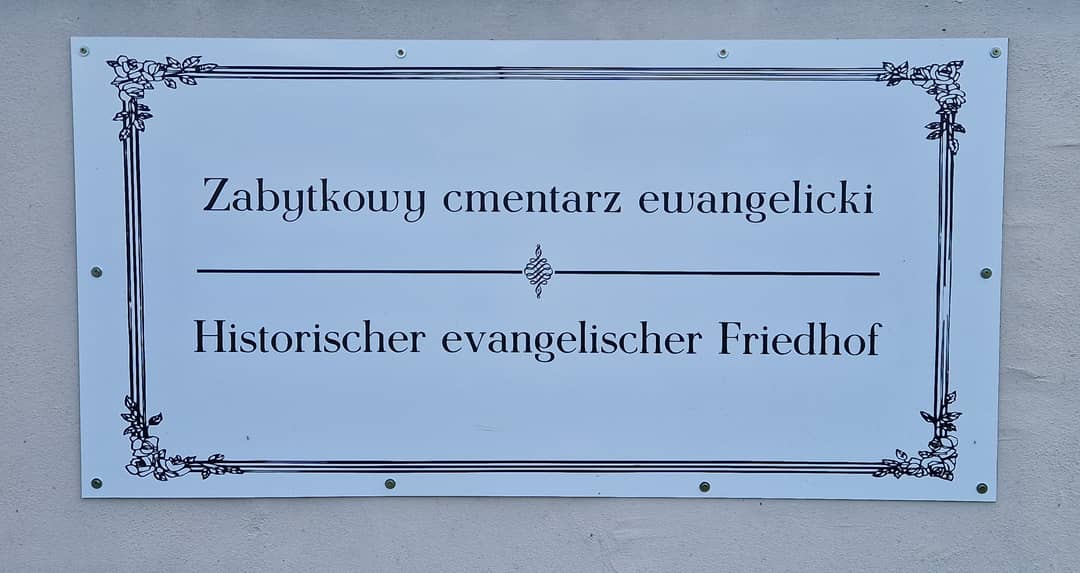 Zabytkowy cmentarz ewangelicki
Historischer evangelischer Friedhof